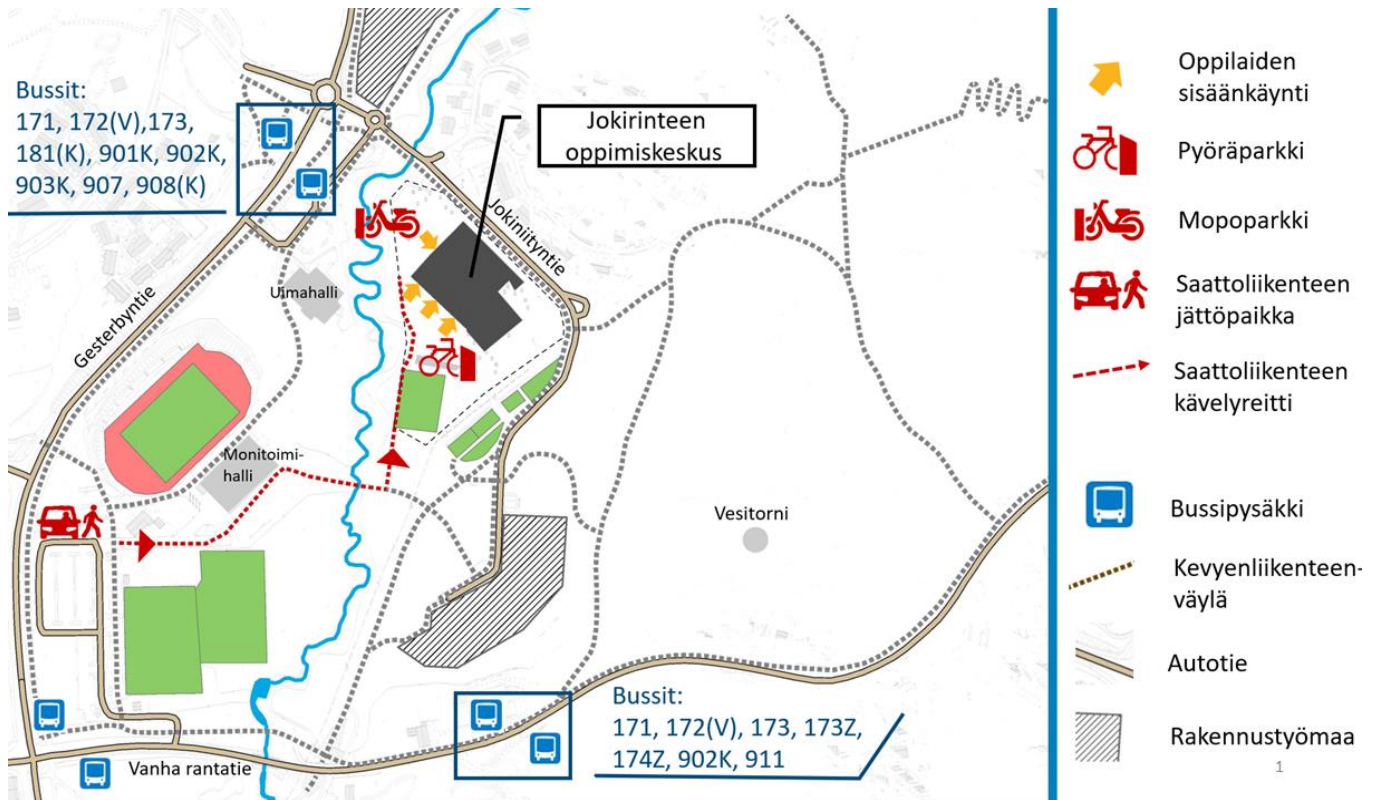 Bussit:
171, 172(V),173,
181(K), 901K, 902K,
903K, 907, 908(K)
Jokirinteen
oppimiskeskus
Jokiniityntie
Uimahalli
Gesterbyntie
Monitoimi-
halli
Vesitorni
Bussit:
171, 172(V), 173, 173Z,
174Z, 902K, 911
Vanha rantatie
Oppilaiden
sisäänkäynti
Pyöräparkki
Mopoparkki
Saattoliikenteen
jättöpaikka
Saattoliikenteen
kävelyreitti
Bussipysäkki
Kevyenliikenteen-
väylä
Autotie
Rakennustyömaa
1